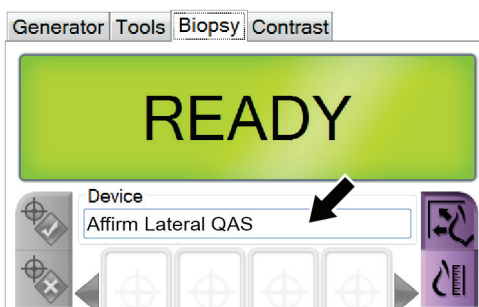 Generator Tools Biopsy Contrast
READY
Device
Affirm Lateral QAS